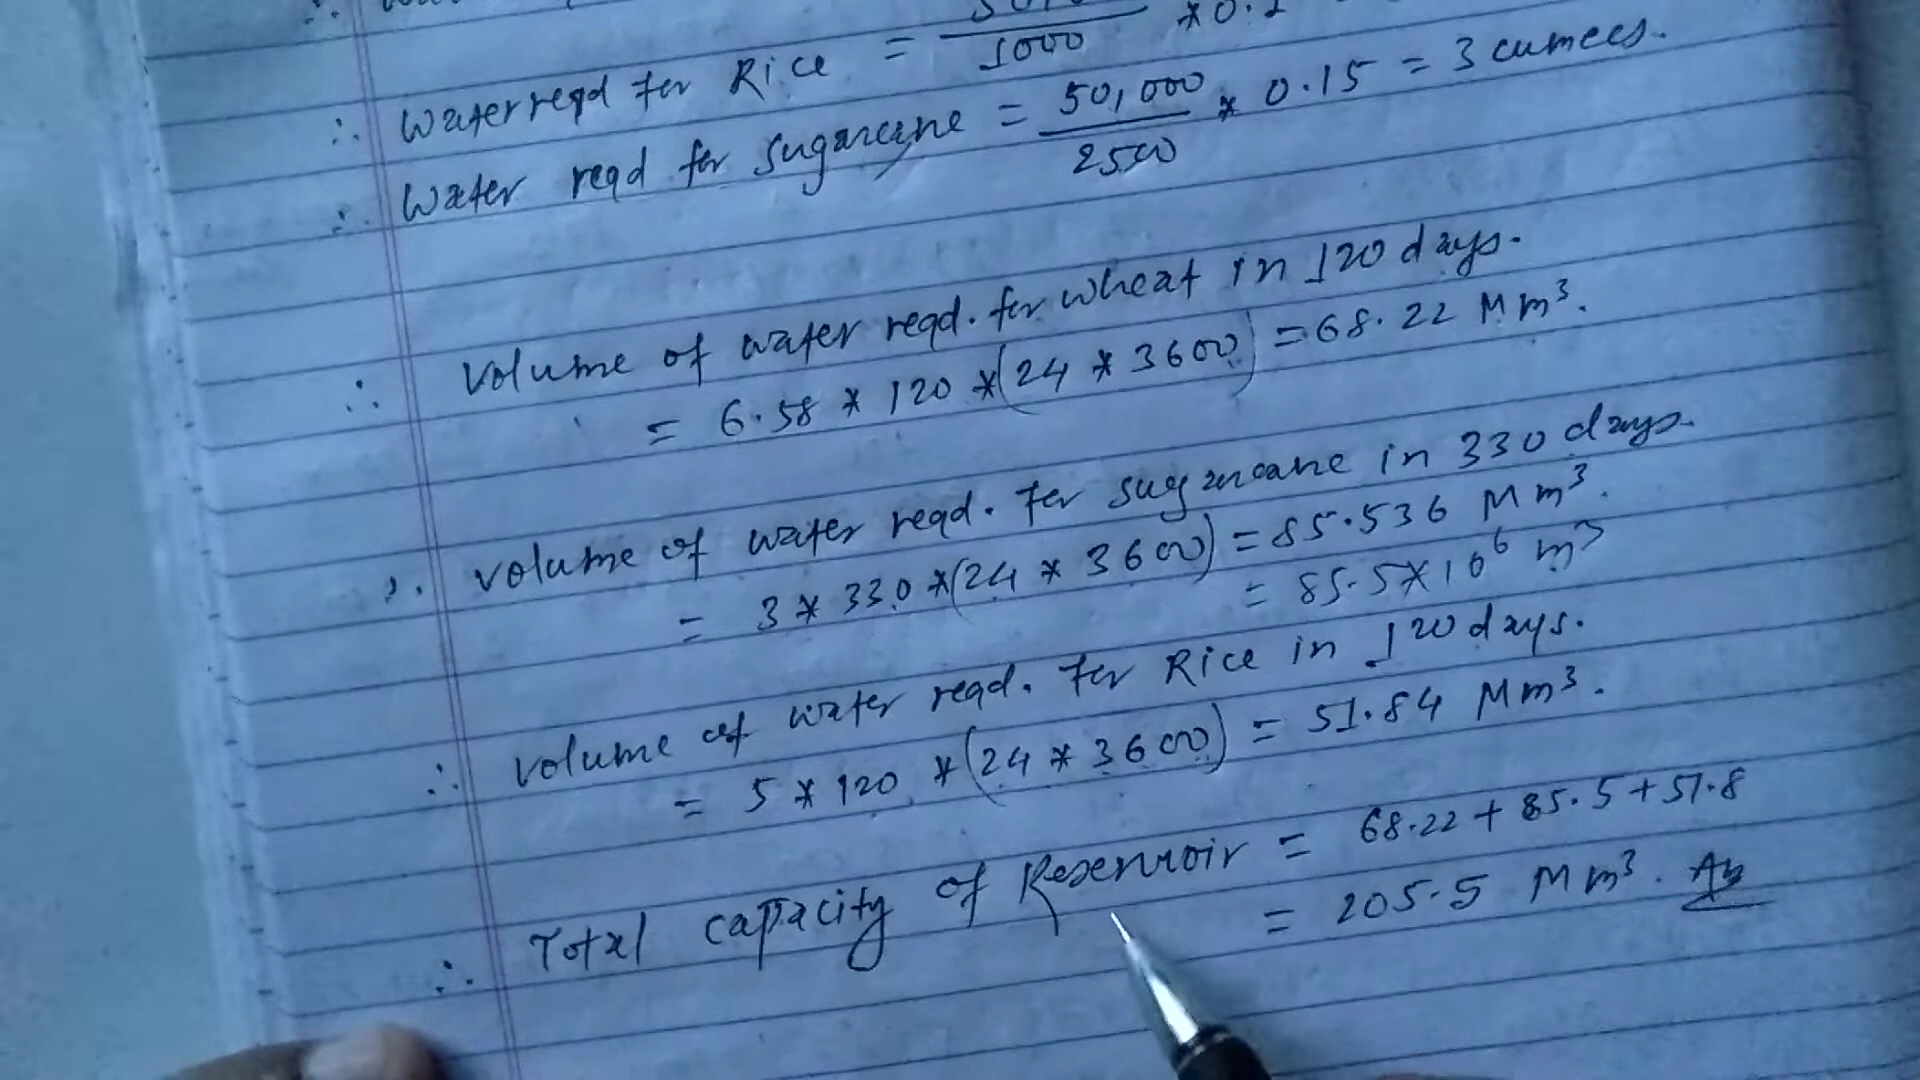 ∴ Water reqd for Rice = /1000 * 0.1
∴ Water reqd for Sugarcane = 50,000/2500 * 0.15 = 3 cumecs.
∴ Volume of water reqd. for wheat in 120 days.
= 6.58 * 120 * (24 * 3600) = 68.22 Mm³.
∴ Volume of water reqd. for sugarcane in 330 days.
= 3 * 330 * (24 * 3600) = 85.536 Mm³.
= 85.5 * 10⁶ m³
∴ Volume of water reqd. for Rice in 120 days.
= 5 * 120 * (24 * 3600) = 51.84 Mm³.
∴ Total capacity of Reservoir = 68.22 + 85.5 + 51.8
= 205.5 Mm³. As